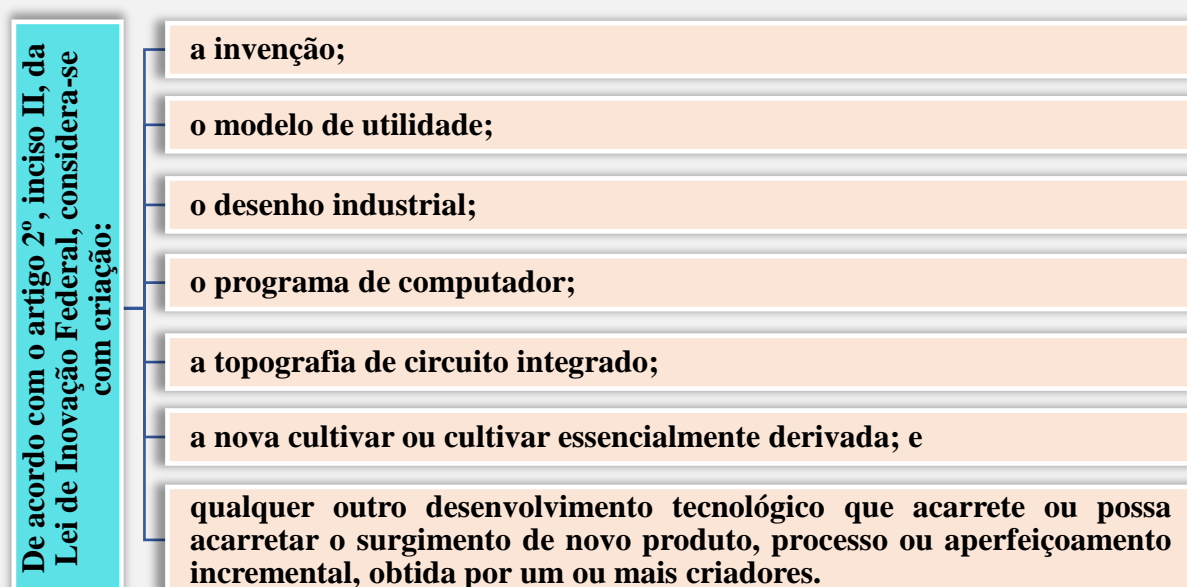 De acordo com o artigo 2º, inciso II, da
Lei de Inovação Federal, considera-se
com criação:
a invenção;
o modelo de utilidade;
o desenho industrial;
o programa de computador;
a topografia de circuito integrado;
a nova cultivar ou cultivar essencialmente derivada; e
qualquer outro desenvolvimento tecnológico que acarrete ou possa
acarretar o surgimento de novo produto, processo ou aperfeiçoamento
incremental, obtida por um ou mais criadores.